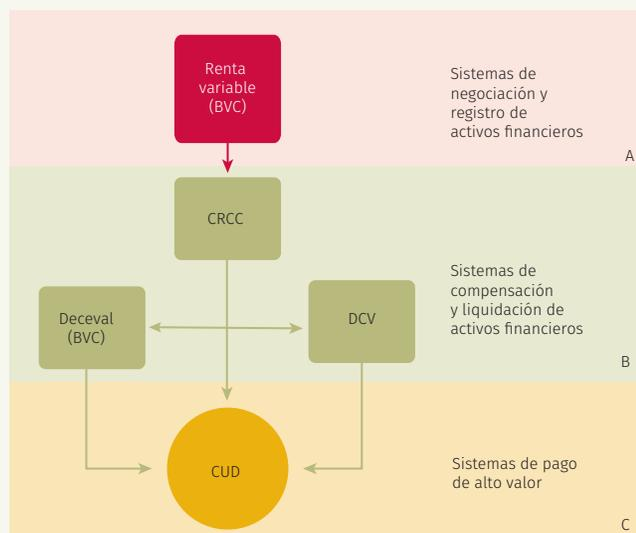 Renta
variable
(BVC)
Sistemas de
negociación y
registro de
activos financieros
A
CRCC
Deceval
(BVC)
DCV
Sistemas de
compensación
y liquidación de
activos financieros
B
CUD
Sistemas de pago
de alto valor
C